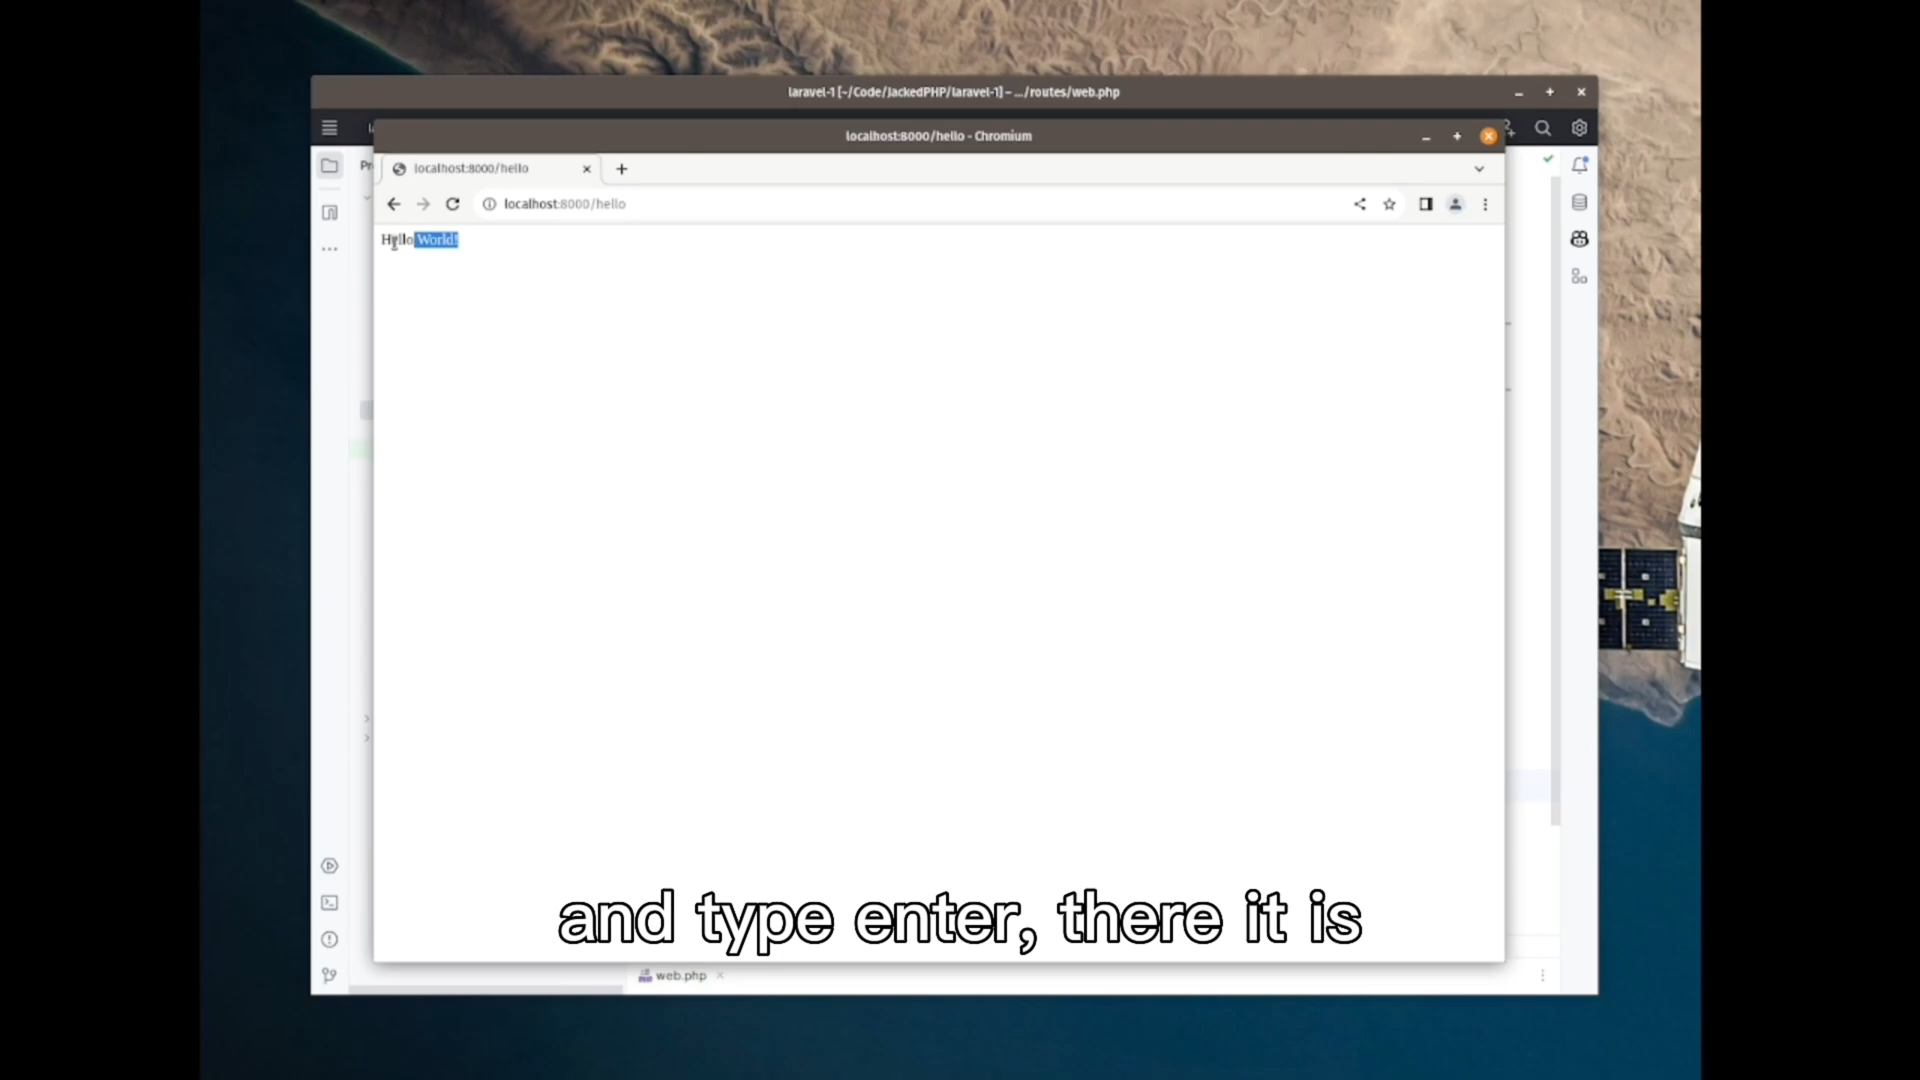 laravel-1 [~/Code/JackedPHP/laravel-1] – .../routes/web.php
localhost:8000/hello - Chromium
localhost:8000/hello
localhost:8000/hello
Hello World!
and type enter, there it is
web.php